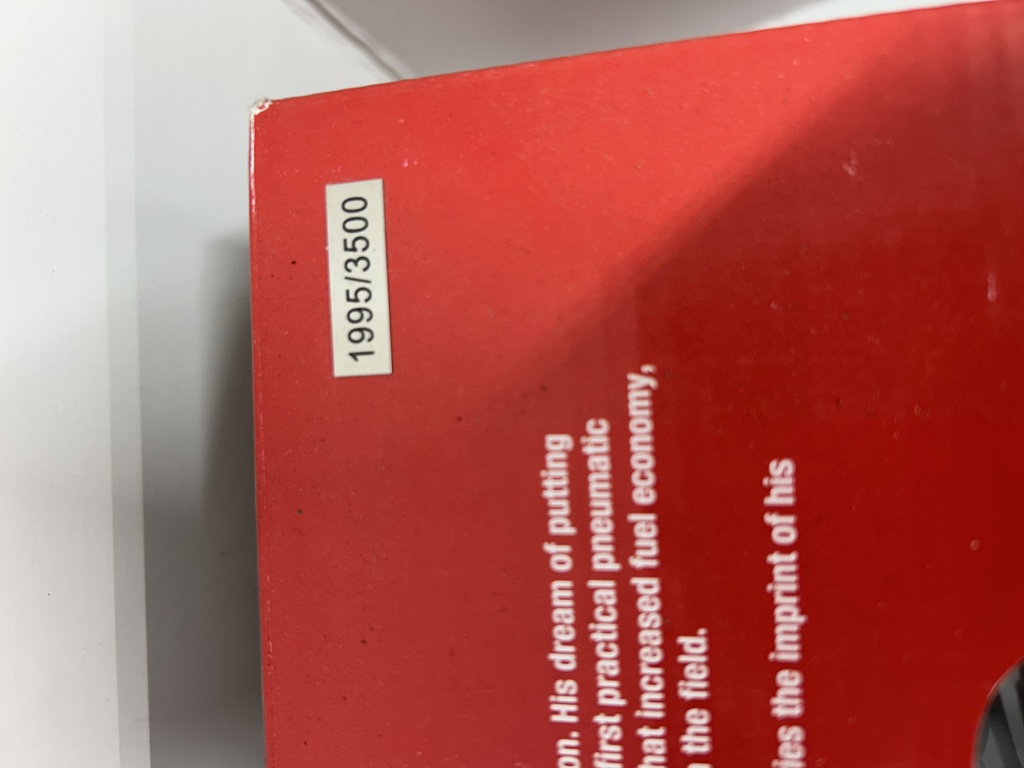 1995/3500
on. His dream of putting
first practical pneumatic
hat increased fuel economy,
the field.
ies the imprint of his